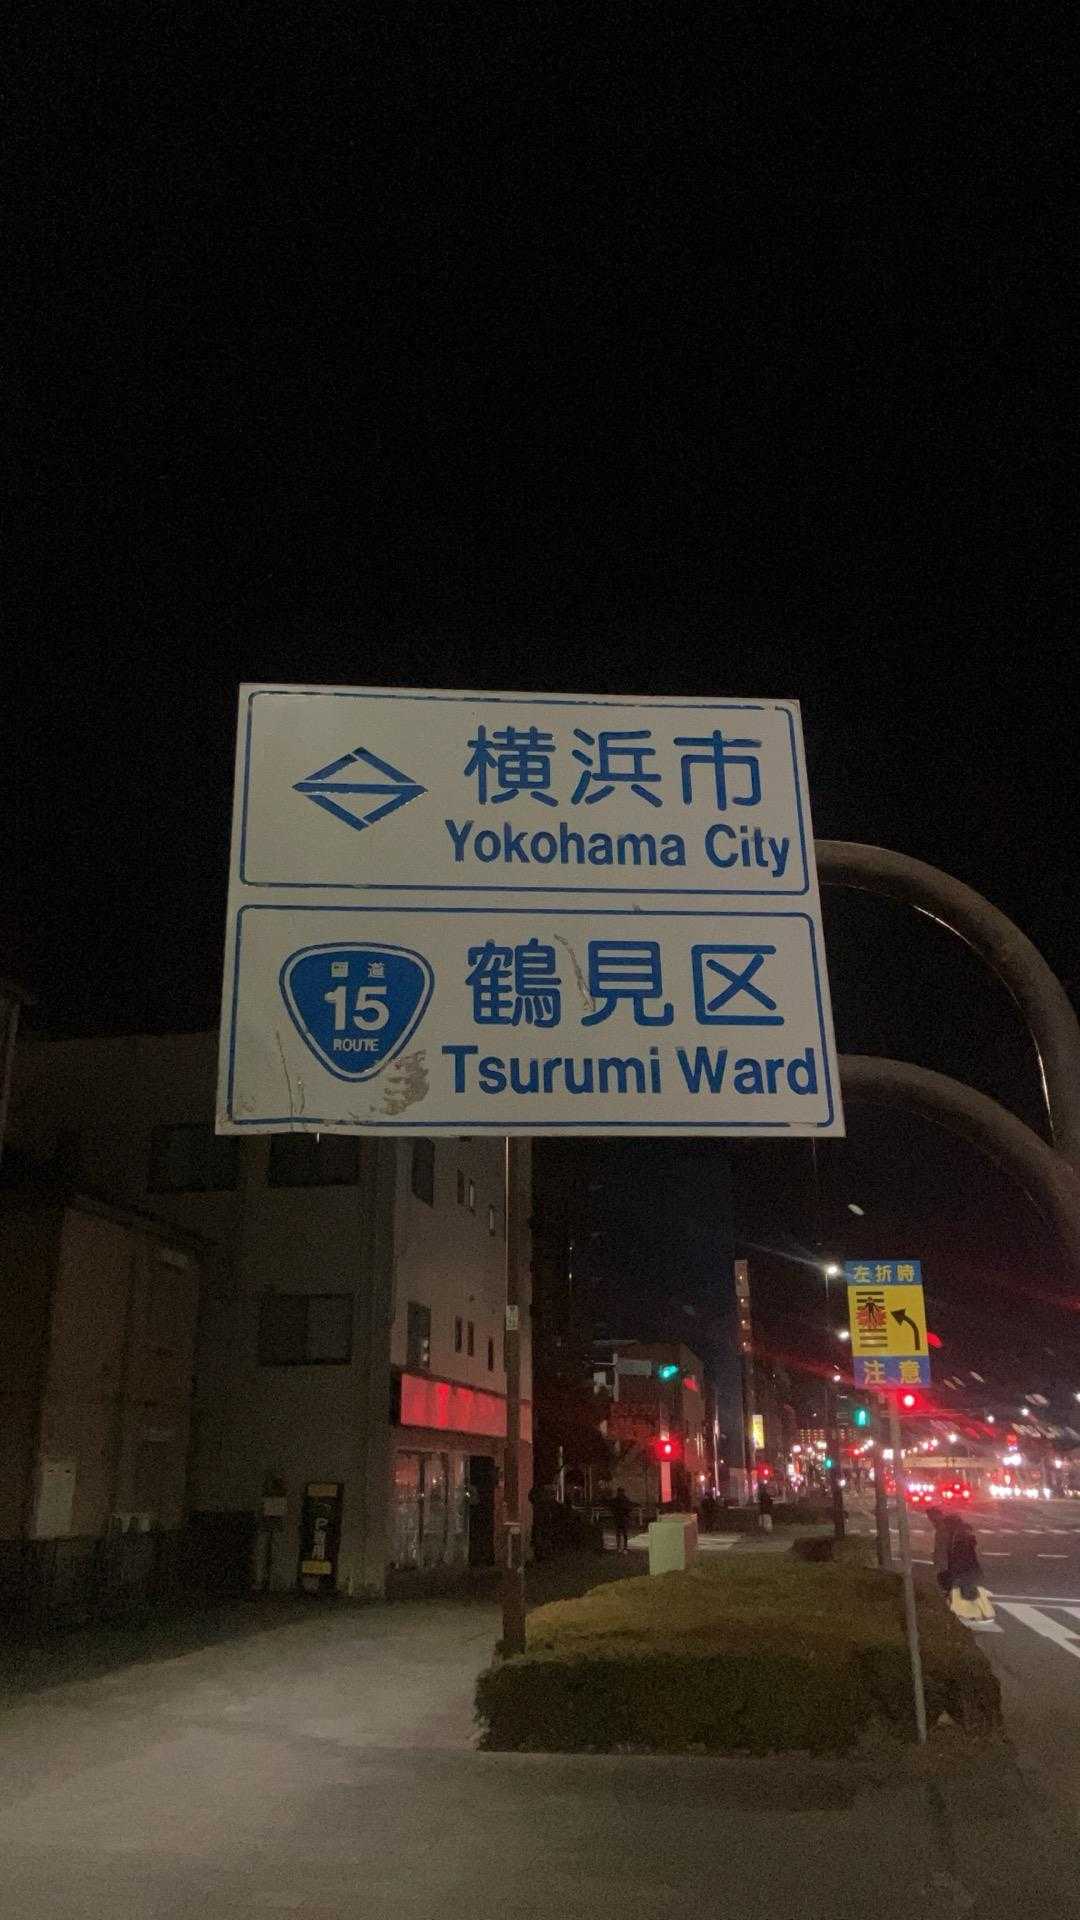 横浜市
Yokohama City
国道
15
ROUTE
鶴見区
Tsurumi Ward
左折時
注意